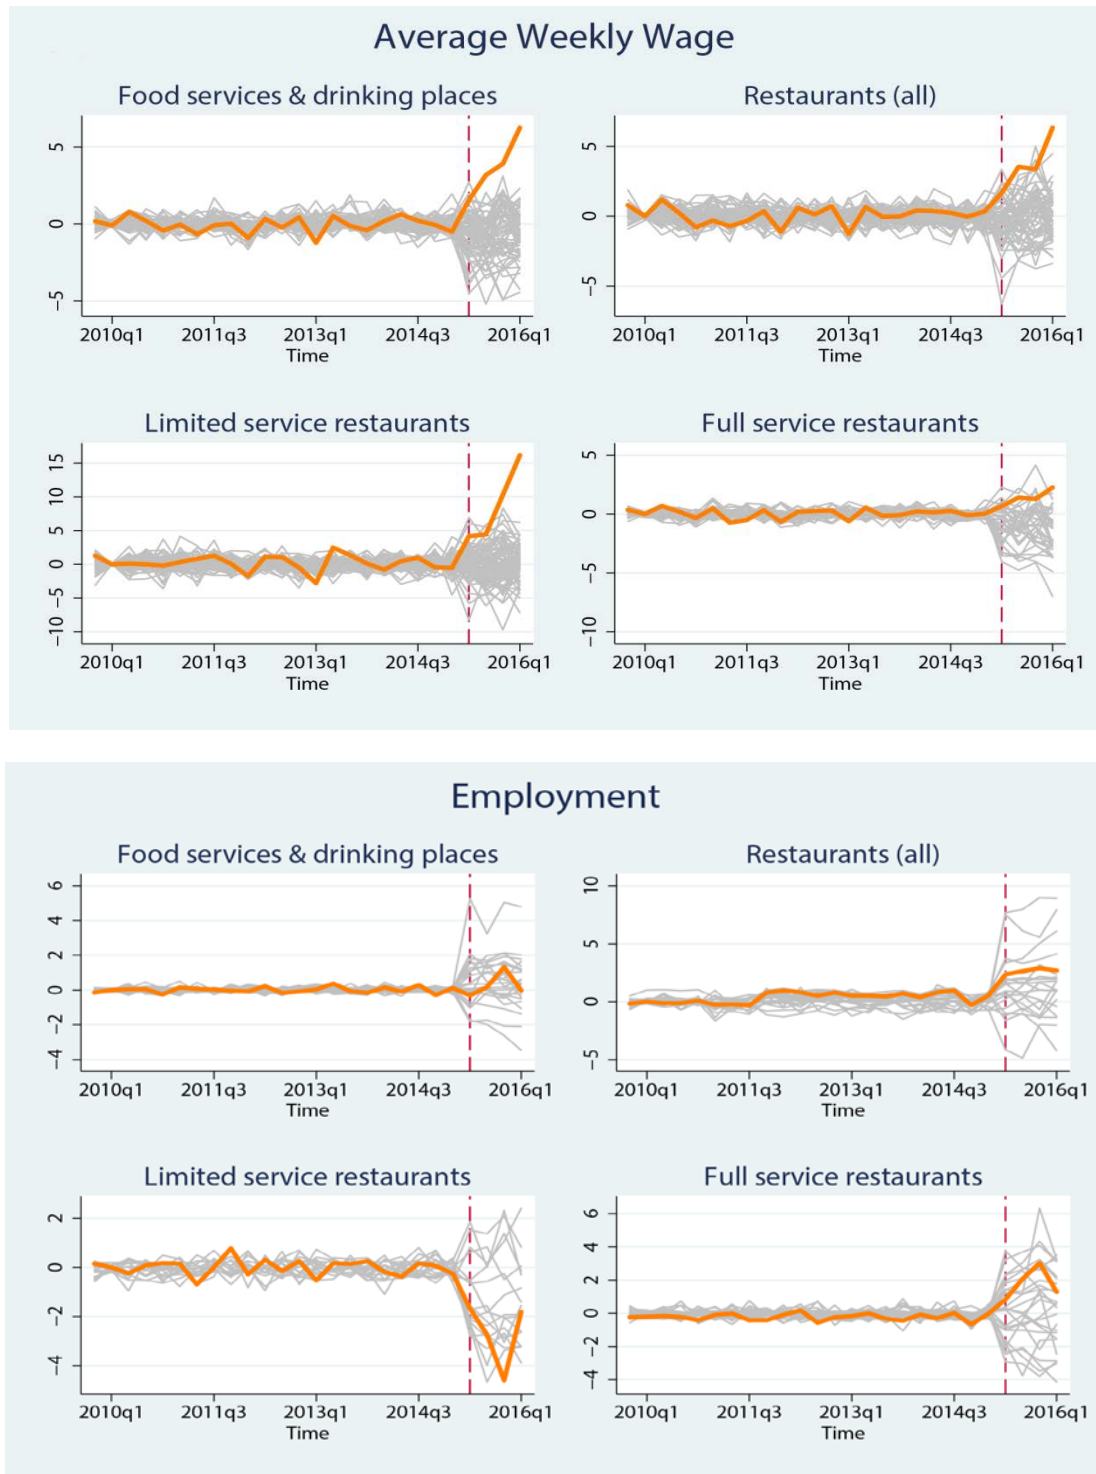 Average Weekly Wage
Food services & drinking places
5
0
−5
2010q1 2011q3 2013q1 2014q3 2016q1
Time
Restaurants (all)
5
0
−5
2010q1 2011q3 2013q1 2014q3 2016q1
Time
Limited service restaurants
15
10
5
0
−5
−10
2010q1 2011q3 2013q1 2014q3 2016q1
Time
Full service restaurants
5
0
−5
−10
2010q1 2011q3 2013q1 2014q3 2016q1
Time
Employment
Food services & drinking places
6
4
2
0
−2
−4
2010q1 2011q3 2013q1 2014q3 2016q1
Time
Restaurants (all)
10
5
0
−5
2010q1 2011q3 2013q1 2014q3 2016q1
Time
Limited service restaurants
2
0
−2
−4
2010q1 2011q3 2013q1 2014q3 2016q1
Time
Full service restaurants
6
4
2
0
−2
−4
2010q1 2011q3 2013q1 2014q3 2016q1
Time